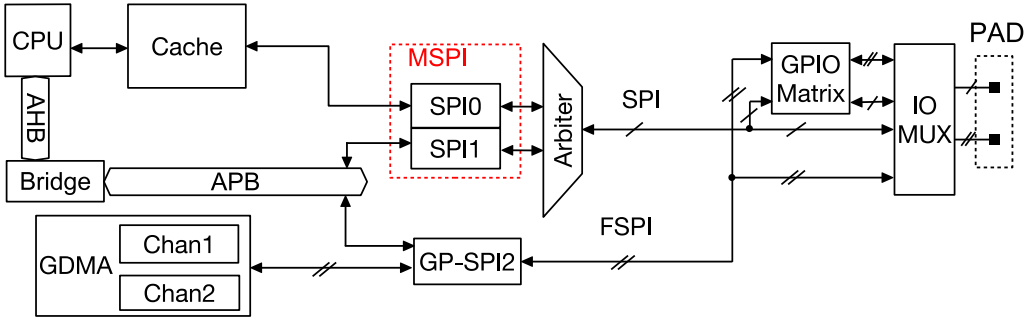 CPU
Cache
MSPI
SPI0
SPI1
Arbiter
SPI
GPIO
Matrix
IO
MUX
PAD
AHB
Bridge
APB
GDMA
Chan1
Chan2
GP-SPI2
FSPI